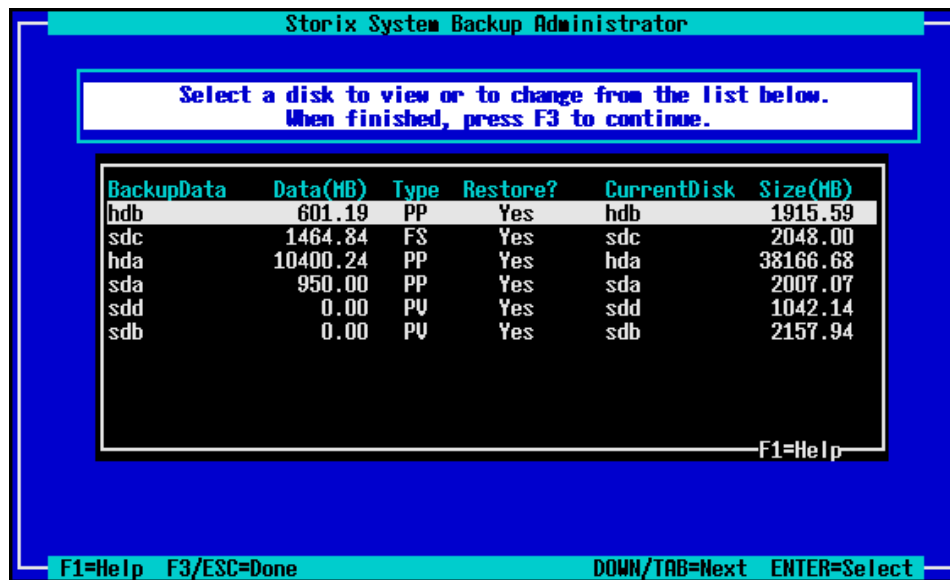 Storix System Backup Administrator
Select a disk to view or to change from the list below.
When finished, press F3 to continue.
BackupData Data(MB) Type Restore? CurrentDisk Size(MB)
hdb 601.19 PP Yes hdb 1915.59
sdc 1464.84 FS Yes sdc 2048.00
hda 10400.24 PP Yes hda 38166.68
sda 950.00 PP Yes sda 2007.07
sdd 0.00 PV Yes sdd 1042.14
sdb 0.00 PV Yes sdb 2157.94
F1=Help
F1=Help F3/ESC=Done DOWN/TAB=Next ENTER=Select